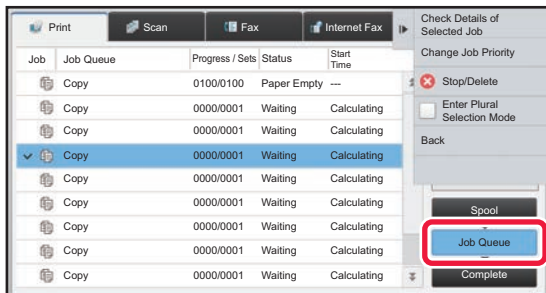 Print Scan Fax Internet Fax
Job Job Queue Progress / Sets Status Start Time
Copy 0100/0100 Paper Empty ---
Copy 0000/0001 Waiting Calculating
Copy 0000/0001 Waiting Calculating
Copy 0000/0001 Waiting Calculating
Copy 0000/0001 Waiting Calculating
Copy 0000/0001 Waiting Calculating
Copy 0000/0001 Waiting Calculating
Copy 0000/0001 Waiting Calculating
Copy 0000/0001 Waiting Calculating
Check Details of
Selected Job
Change Job Priority
Stop/Delete
Enter Plural
Selection Mode
Back
Spool
Job Queue
Complete